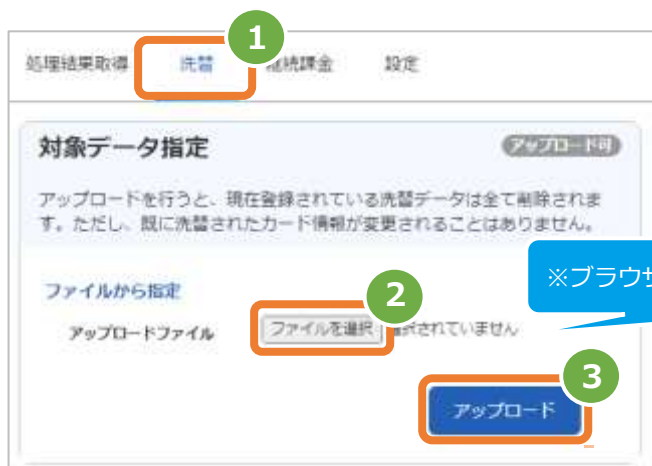 1
処理結果取得 洗替 継続課金 設定
対象データ指定 アップロード可
アップロードを行うと、現在登録されている洗替データは全て削除されま
す。ただし、既に洗替されたカード情報が変更されることはありません。
※ブラウザ
ファイルから指定
2
アップロードファイル ファイルを選択 選択されていません
3
アップロード